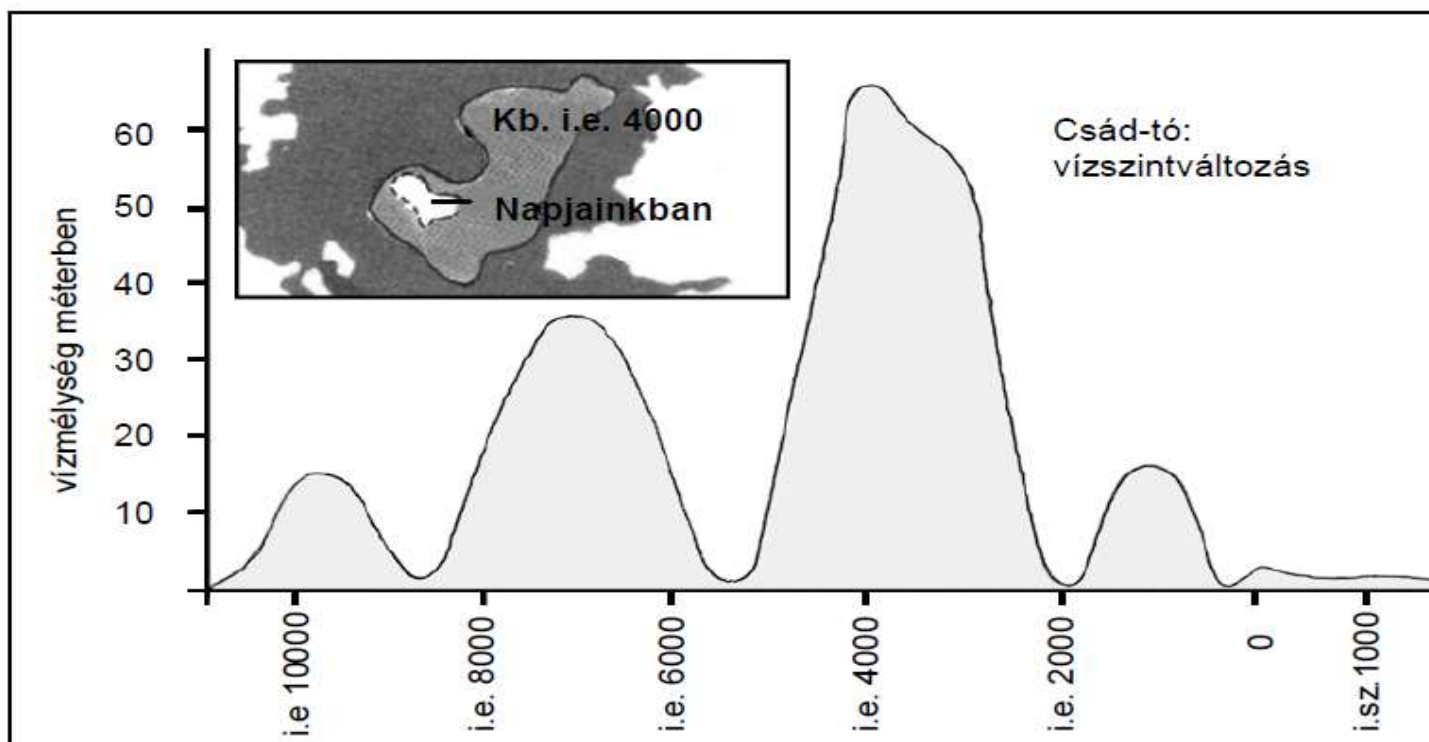 Kb. i.e. 4000
Napjainkban
Csád-tó:
vízszintváltozás
vízmélység méterben
60
50
40
30
20
10
i.e 10000
i.e. 8000
i.e. 6000
i.e. 4000
i.e. 2000
0
i.sz. 1000